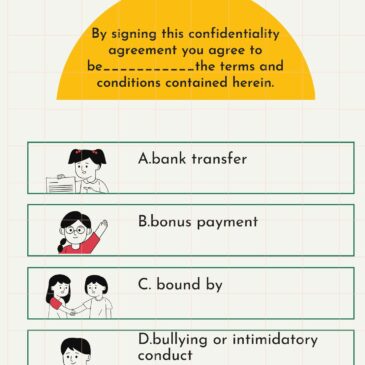 By signing this confidentiality
agreement you agree to
be___________the terms and
conditions contained herein.
A.bank transfer
B.bonus payment
C. bound by
D.bullying or intimidatory
conduct